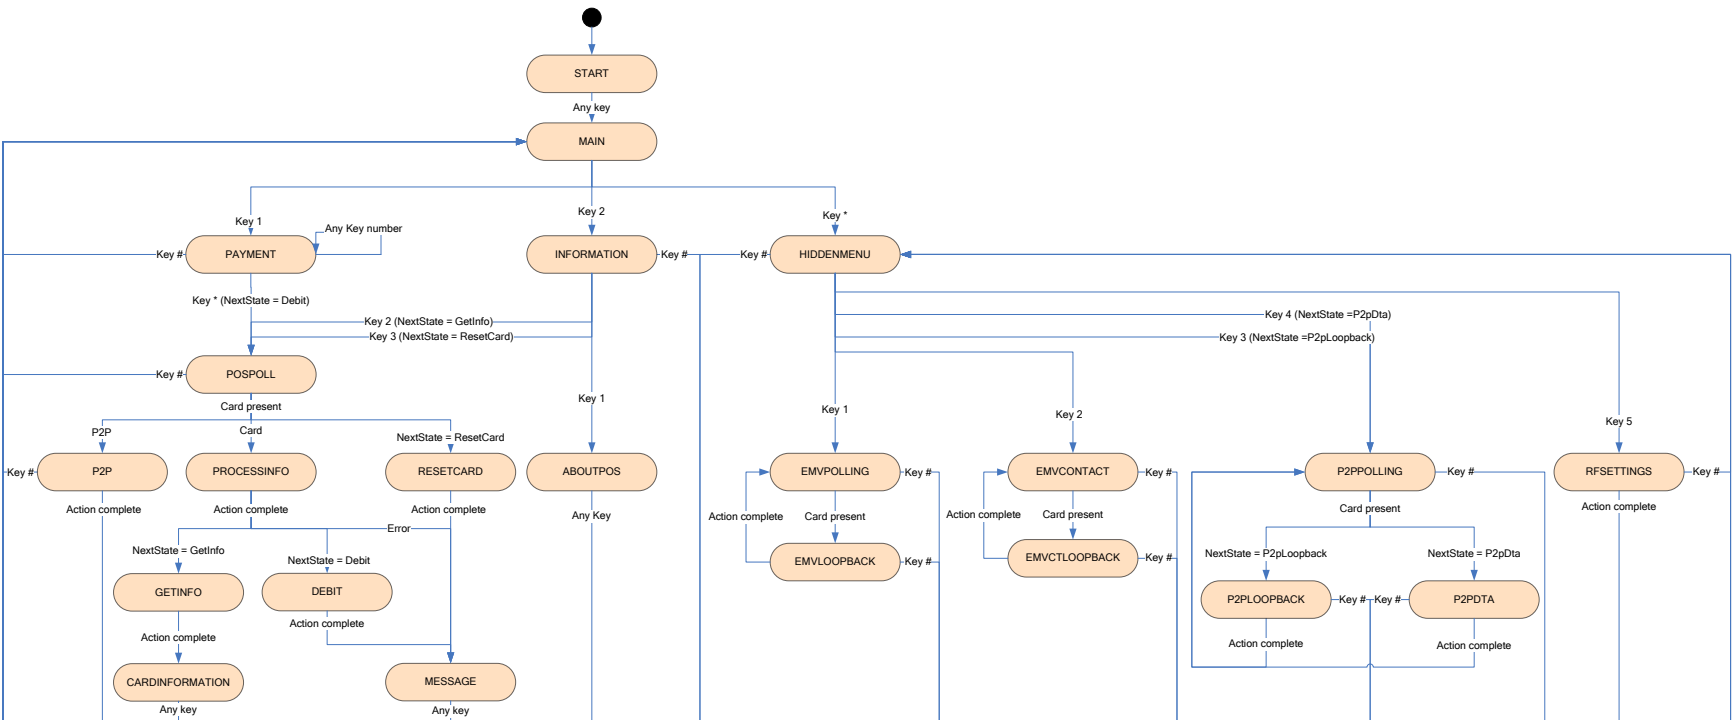 START
Any key
MAIN
Key 1
Key 2
Key *
Any Key number
Key #
PAYMENT
INFORMATION
Key #
Key #
HIDDENMENU
Key * (NextState = Debit)
Key 2 (NextState = GetInfo)
Key 3 (NextState = ResetCard)
Key 4 (NextState =P2pDta)
Key 3 (NextState =P2pLoopback)
Key #
POSPOLL
Card present
Key 1
Key 1
Key 2
Key 5
P2P
Card
NextState = ResetCard
Key #
P2P
PROCESSINFO
RESETCARD
ABOUTPOS
EMVPOLLING
Key #
EMVCONTACT
Key #
P2PPOLLING
Key #
RFSETTINGS
Key #
Action complete
Action complete
Action complete
Any Key
Action complete
Card present
Action complete
Card present
Card present
Action complete
Error
NextState = GetInfo
NextState = Debit
NextState = P2pLoopback
NextState = P2pDta
EMVLOOPBACK
Key #
EMVCTLOOPBACK
Key #
GETINFO
DEBIT
P2PLOOPBACK
Key #
Key #
P2PDTA
Action complete
Action complete
Action complete
Action complete
CARDINFORMATION
MESSAGE
Any key
Any key